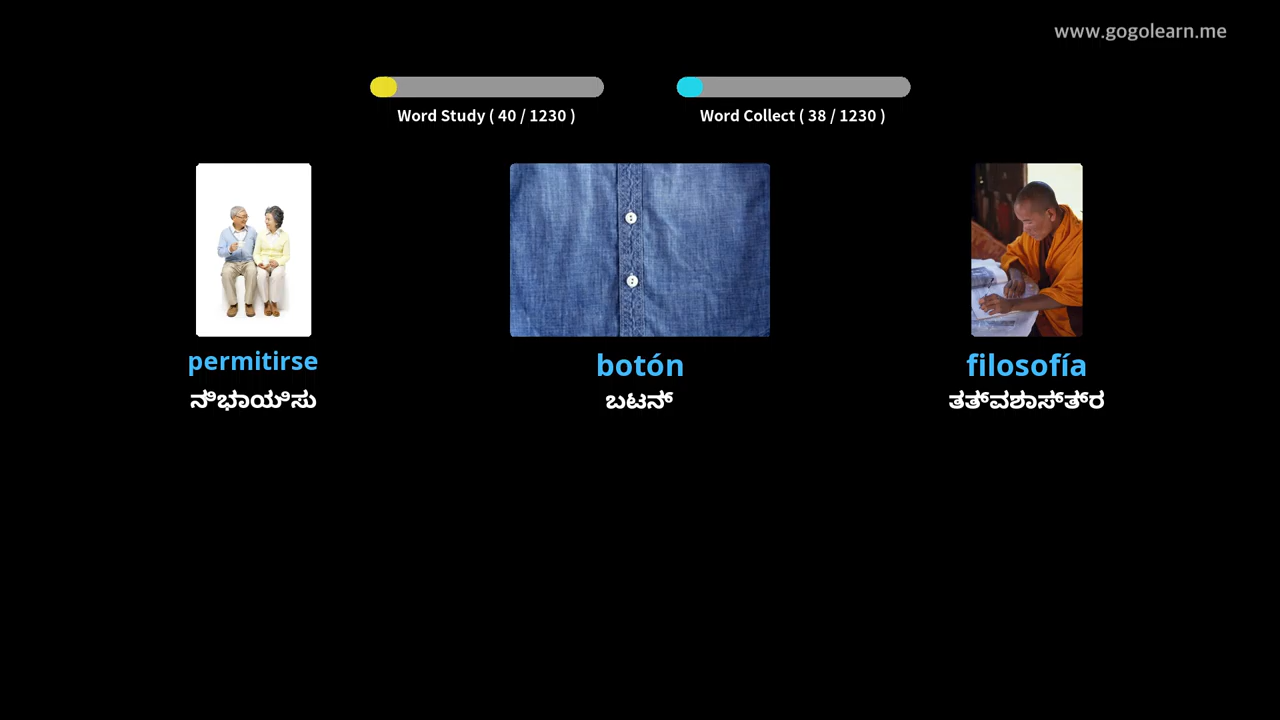 www.gogolearn.me
Word Study ( 40 / 1230 )
Word Collect ( 38 / 1230 )
permitirse
ನಿಭಾಯಿಸು
botón
ಬಟನ್
filosofía
ತತ್ವಶಾಸ್ತ್ರ